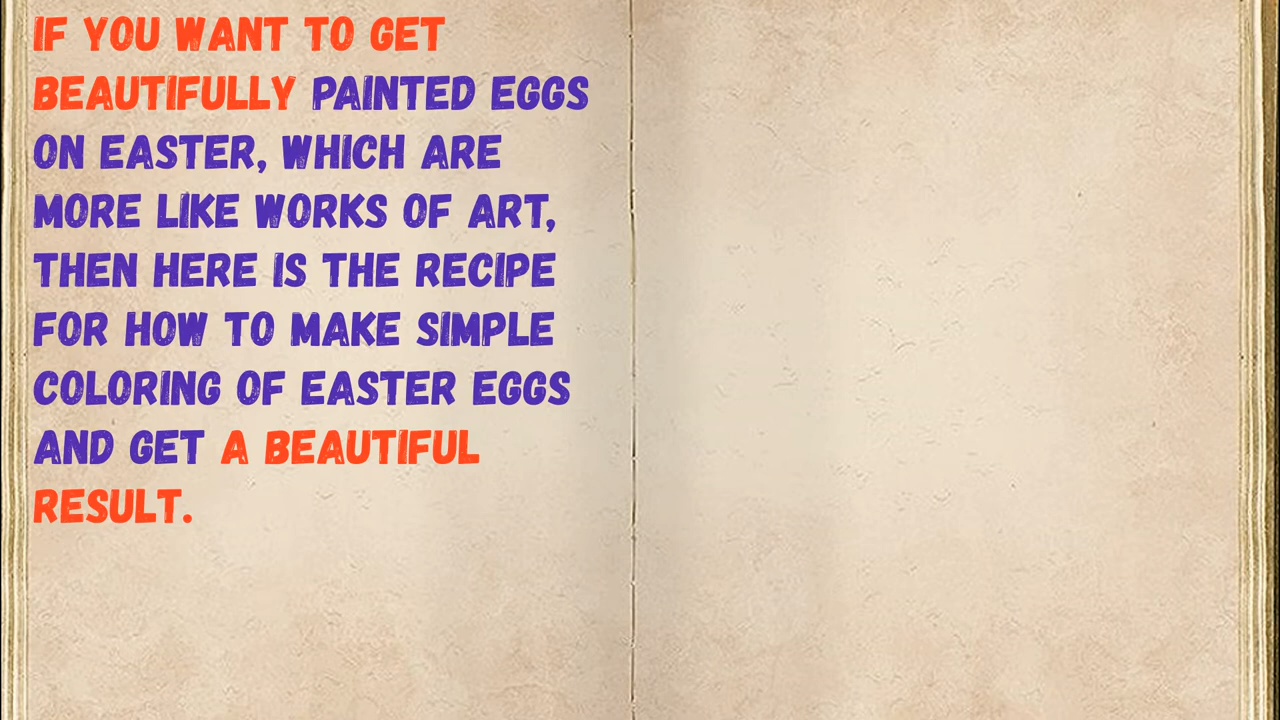 IF YOU WANT TO GET
BEAUTIFULLY PAINTED EGGS
ON EASTER, WHICH ARE
MORE LIKE WORKS OF ART,
THEN HERE IS THE RECIPE
FOR HOW TO MAKE SIMPLE
COLORING OF EASTER EGGS
AND GET A BEAUTIFUL
RESULT.